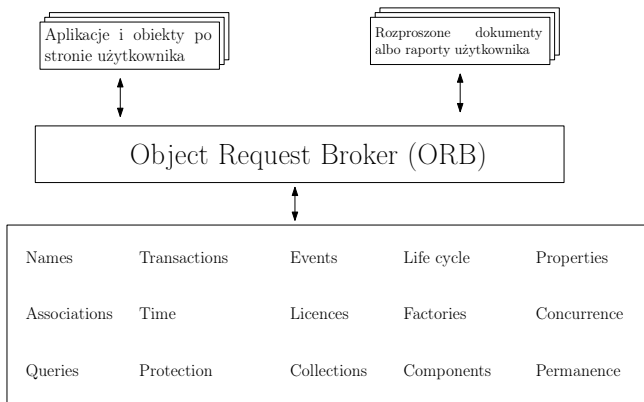 Aplikacje i obiekty po
stronie użytkownika
Rozproszone dokumenty
albo raporty użytkownika
Object Request Broker (ORB)
Names Transactions Events Life cycle Properties
Associations Time Licences Factories Concurrence
Queries Protection Collections Components Permanence